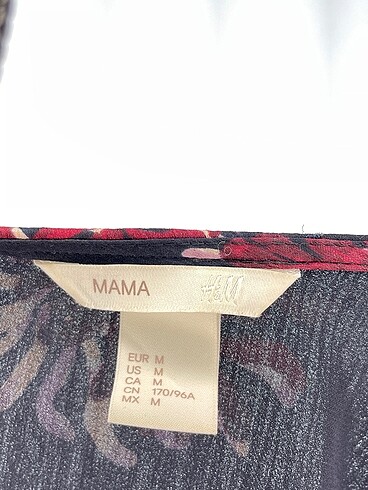 MAMA H&M
EUR M
US M
CA M
CN 170/96A
MX M